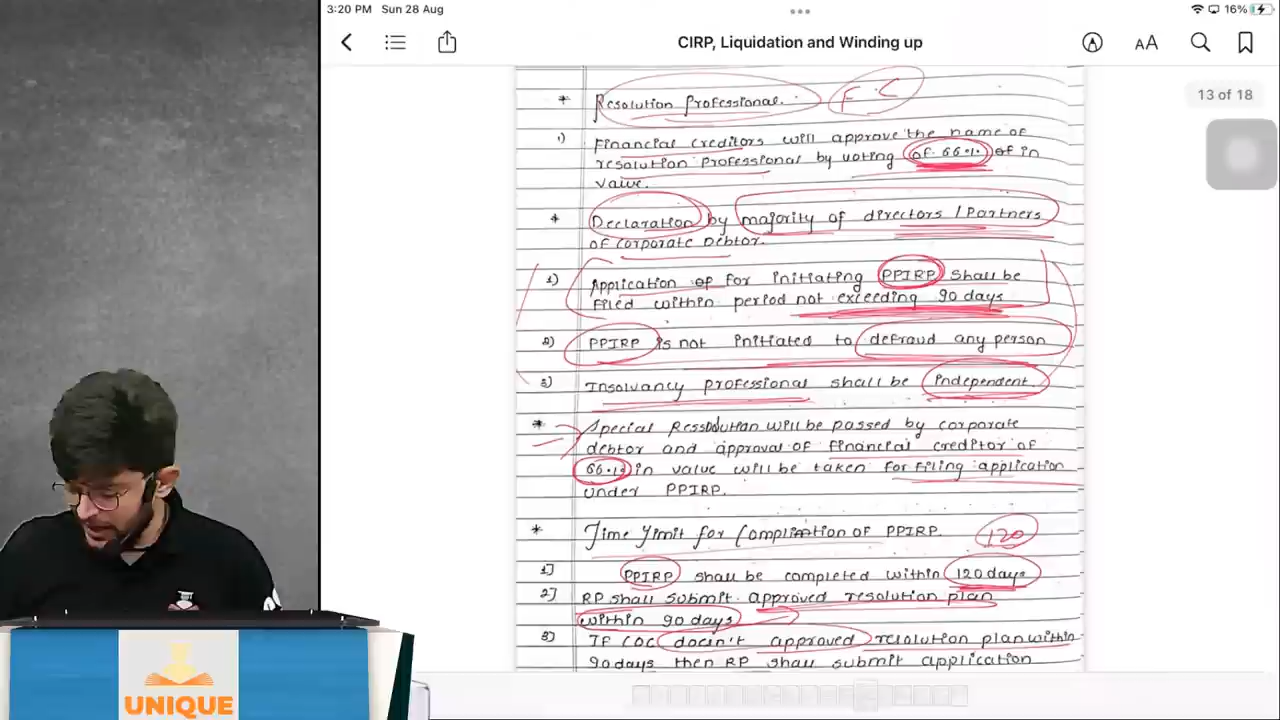 3:20 PM Sun 28 Aug
16%
CIRP, Liquidation and Winding up
AA
13 of 18
* Resolution Professional. F.C
1) Financial creditors will approve the name of
resolution professional by voting of 66.1. of in
value.
* Declaration by majority of directors / Partners
of corporate Debtor.
1) Application of for initiating PPIRP shall be
filed within period not exceeding 90 days
2) PPIRP is not initiated to defraud any person
3) Insolvancy professional shall be independent.
* Special Ressolution will be passed by corporate
debtor and approval of financial creditor of
66.1. in value will be taken for filing application
under PPIRP.
* Time limit for Complination of PPIRP. 120
1] PPIRP shall be completed within 120 days
2] RP shall submit approved resolution plan
within 90 days
3) If COC doesn't approved resolution plan within
90 days then RP shall submit application
UNIQUE